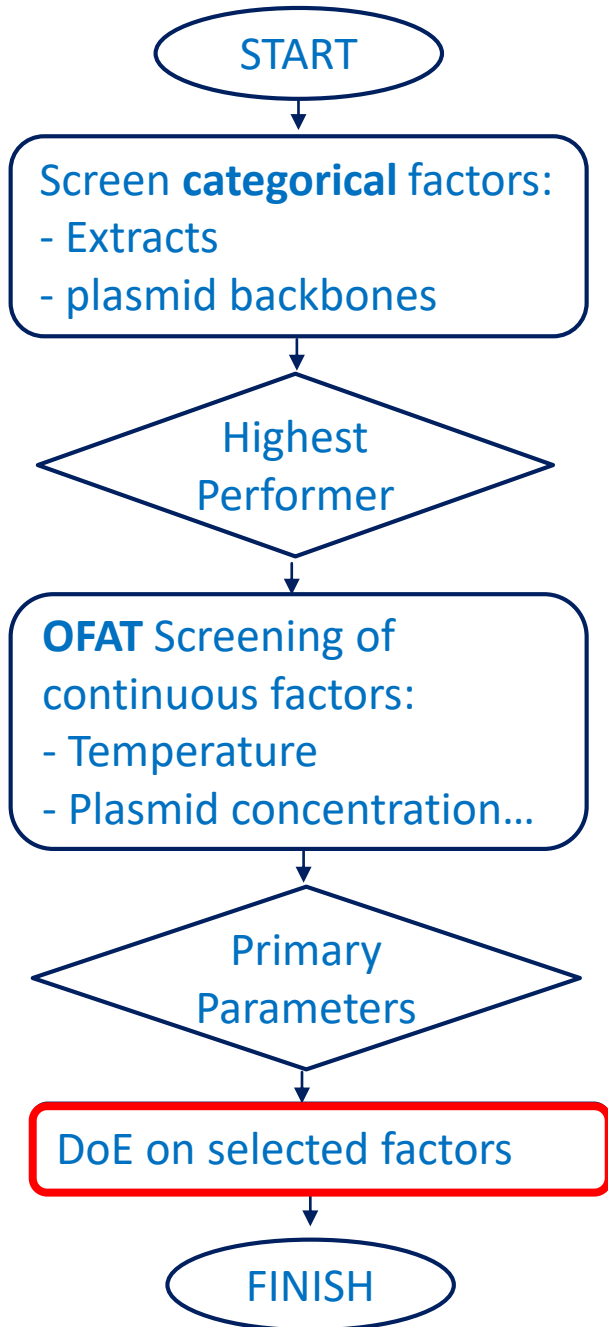 START
Screen categorical factors:
- Extracts
- plasmid backbones
Highest
Performer
OFAT Screening of
continuous factors:
- Temperature
- Plasmid concentration...
Primary
Parameters
DoE on selected factors
FINISH